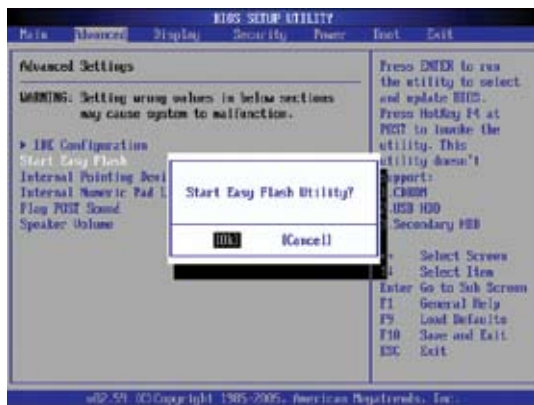 BIOS SETUP UTILITY
Main Advanced Display Security Power Boot Exit
Advanced Settings
WARNING: Setting wrong values in below sections
may cause system to malfunction.
▶ IDE Configuration
Start Easy Flash
Internal Pointing Devi
Internal Numeric Pad L
Play POST Sound
Speaker Volume
Start Easy Flash Utility?
[Ok] [Cancel]
Press ENTER to run
the utility to select
and update BIOS.
Press HotKey F4 at
POST to invoke the
utility. This
utility doesn't
pport:
CDROM
USB HDD
Secondary HDD
Select Screen
Select Item
Enter Go to Sub Screen
F1 General Help
F9 Load Defaults
F10 Save and Exit
ESC Exit
v02.59 (C)Copyright 1985-2005, American Megatrends, Inc.